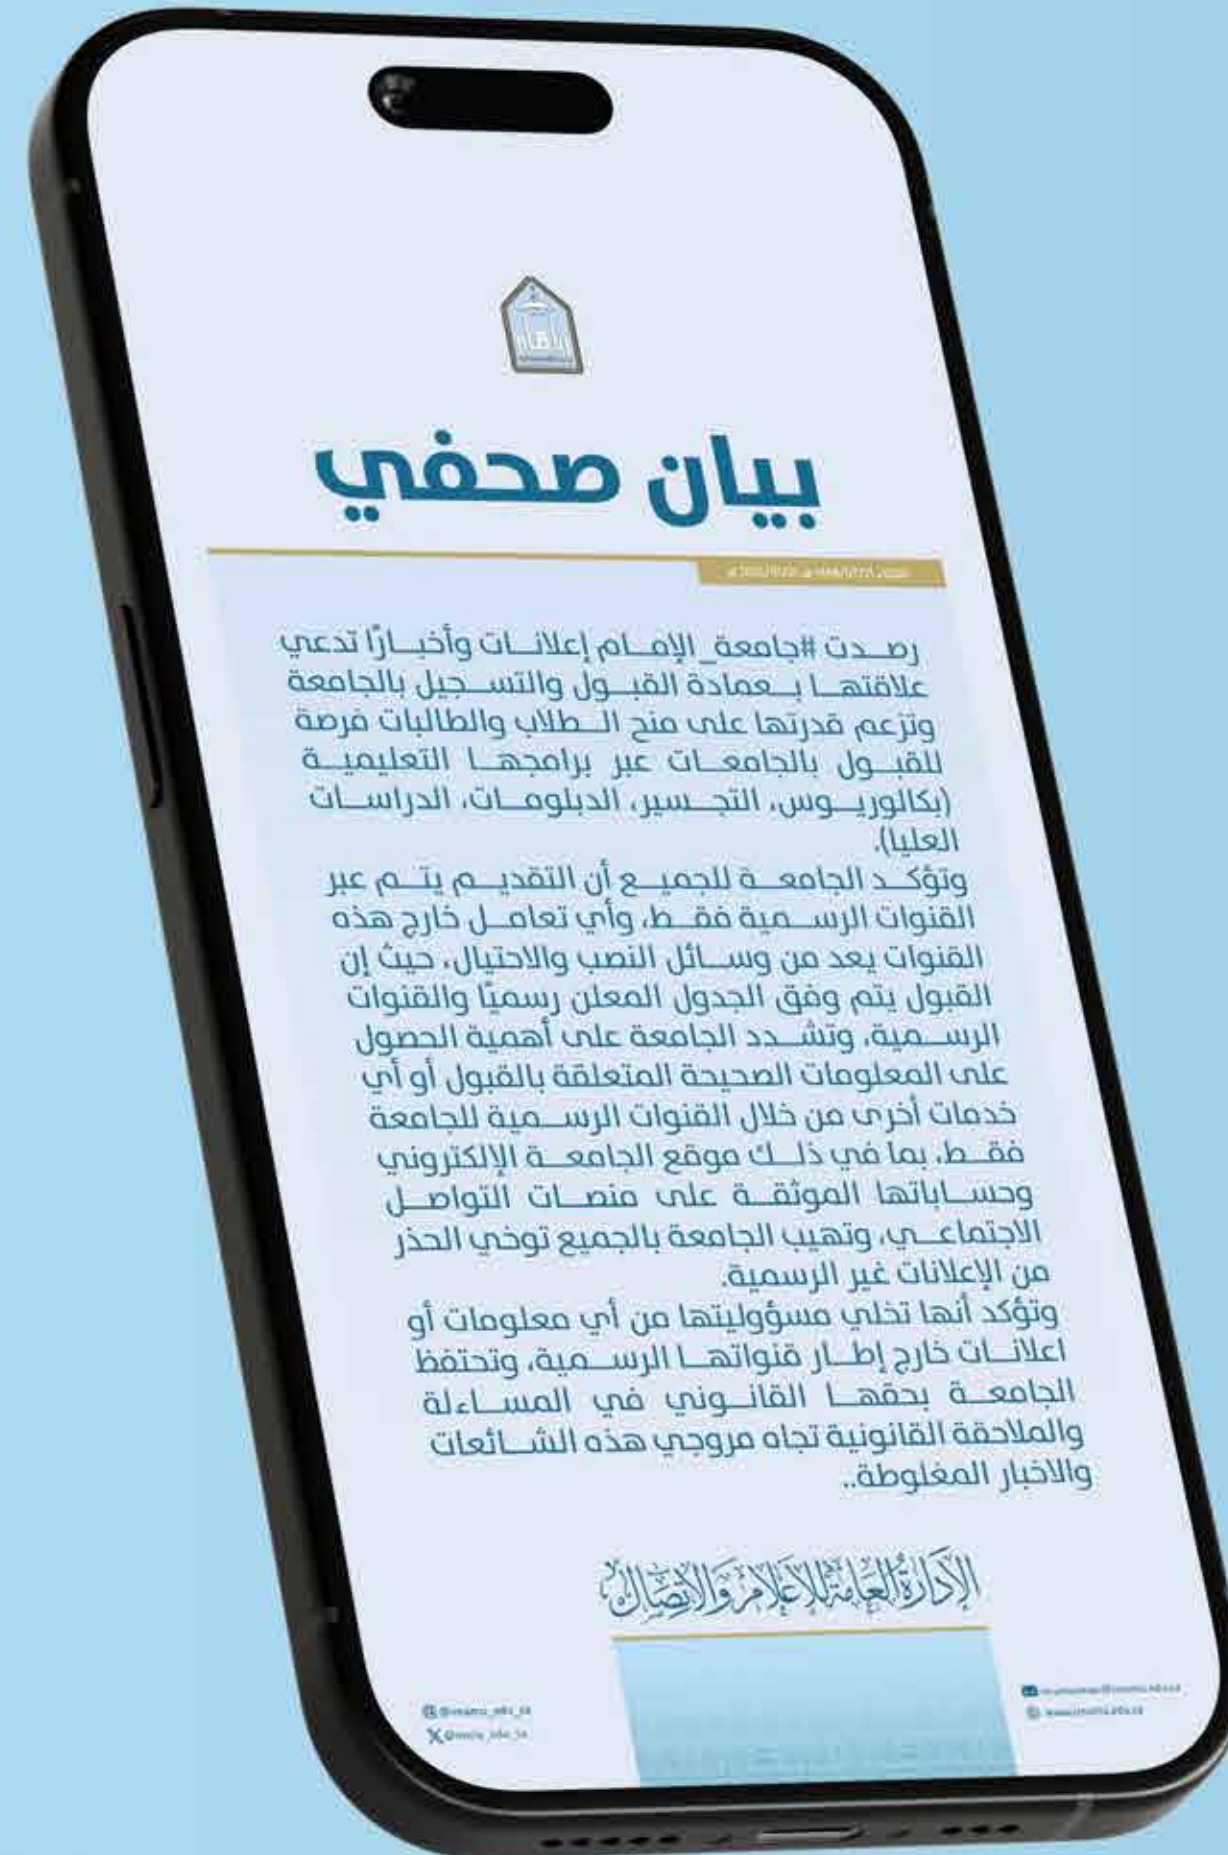 بيان صحفي
رصدت #جامعة_الإمام إعلانات وأخبارًا تدعي
علاقتها بعمادة القبول والتسجيل بالجامعة
وتزعم قدرتها على منح الطلاب والطالبات فرصة
للقبول بالجامعات عبر برامجها التعليمية
(بكالوريوس، التجسير، الدبلومات، الدراسات
العليا).
وتؤكد الجامعة للجميع أن التقديم يتم عبر
القنوات الرسمية فقط، وأي تعامل خارج هذه
القنوات يعد من وسائل النصب والاحتيال، حيث إن
القبول يتم وفق الجدول المعلن رسميًا والقنوات
الرسمية، وتشدد الجامعة على أهمية الحصول
على المعلومات الصحيحة المتعلقة بالقبول أو أي
خدمات أخرى من خلال القنوات الرسمية للجامعة
فقط، بما في ذلك موقع الجامعة الإلكتروني
وحساباتها الموثقة على منصات التواصل
الاجتماعي، وتهيب الجامعة بالجميع توخي الحذر
من الإعلانات غير الرسمية.
وتؤكد أنها تخلي مسؤوليتها من أي معلومات أو
اعلانات خارج إطار قنواتها الرسمية، وتحتفظ
الجامعة بحقها القانوني في المساءلة
والملاحقة القانونية تجاه مروجي هذه الشائعات
والاخبار المغلوطة..
الإدارة العامة للإعلام والاتصال
www.imamu.edu.sa